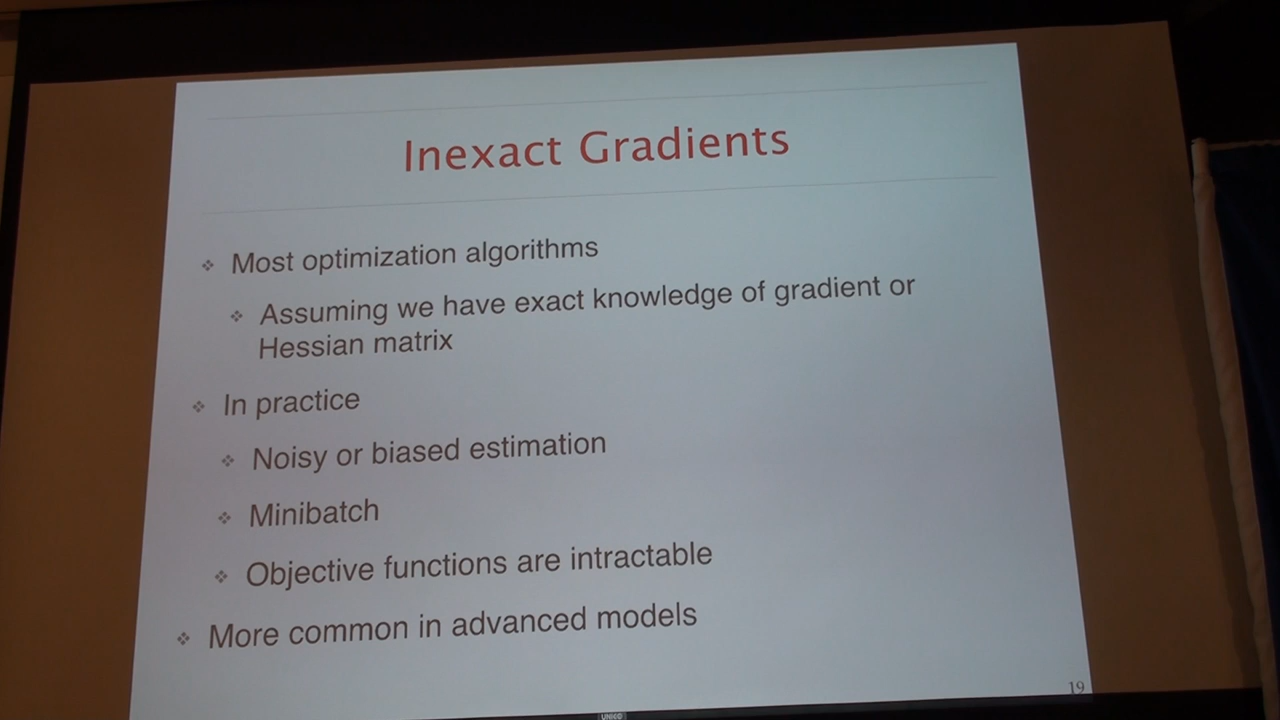 Inexact Gradients
Most optimization algorithms
Assuming we have exact knowledge of gradient or
Hessian matrix
In practice
Noisy or biased estimation
Minibatch
Objective functions are intractable
More common in advanced models
19